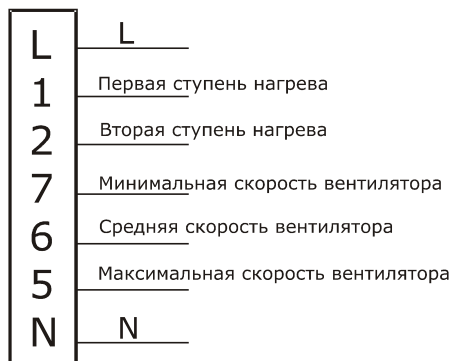 L L
1 Первая ступень нагрева
2 Вторая ступень нагрева
7 Минимальная скорость вентилятора
6 Средняя скорость вентилятора
5 Максимальная скорость вентилятора
N N